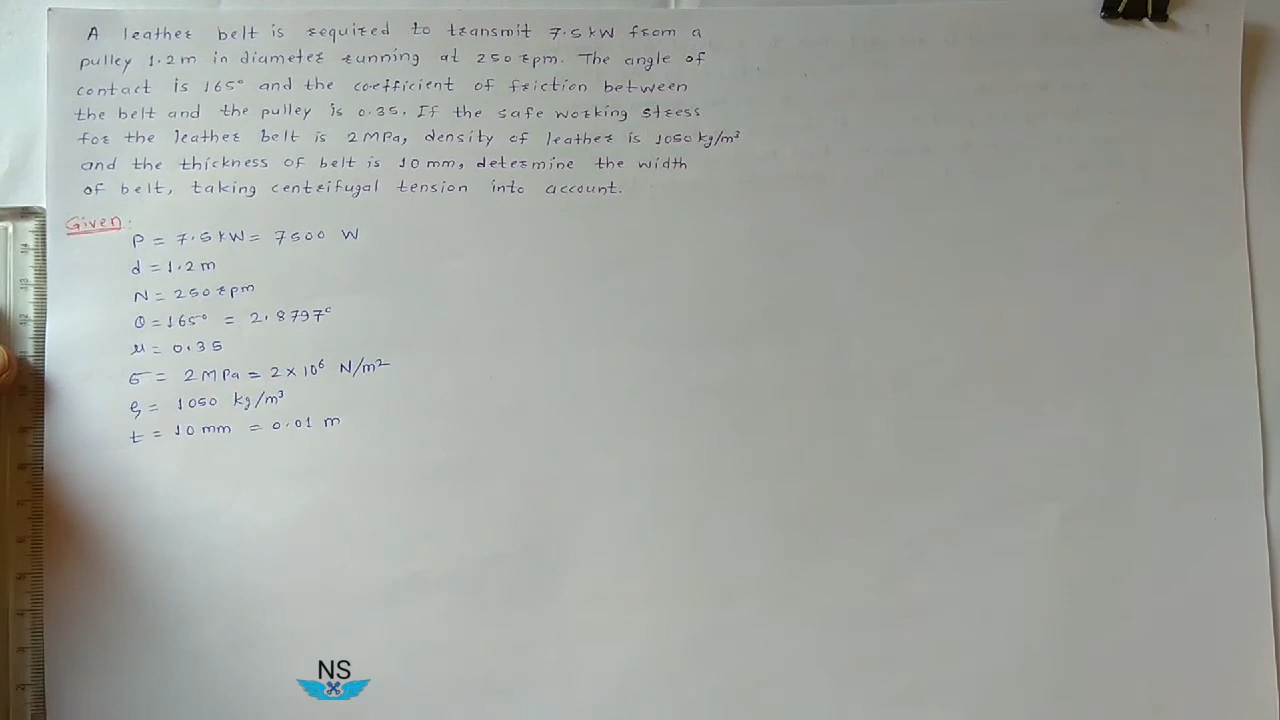 A leather belt is required to transmit 7.5 kW from a
pulley 1.2 m in diameter running at 250 rpm. The angle of
contact is 165° and the coefficient of friction between
the belt and the pulley is 0.35. If the safe working stress
for the leather belt is 2 MPa, density of leather is 1050 kg/m³
and the thickness of belt is 10 mm, determine the width
of belt, taking centrifugal tension into account.
Given:
P = 7.5 kW = 7500 W
d = 1.2 m
N = 250 rpm
θ = 165° = 2.8797ᶜ
μ = 0.35
σ = 2 MPa = 2 × 10⁶ N/m²
ρ = 1050 kg/m³
t = 10 mm = 0.01 m
NS